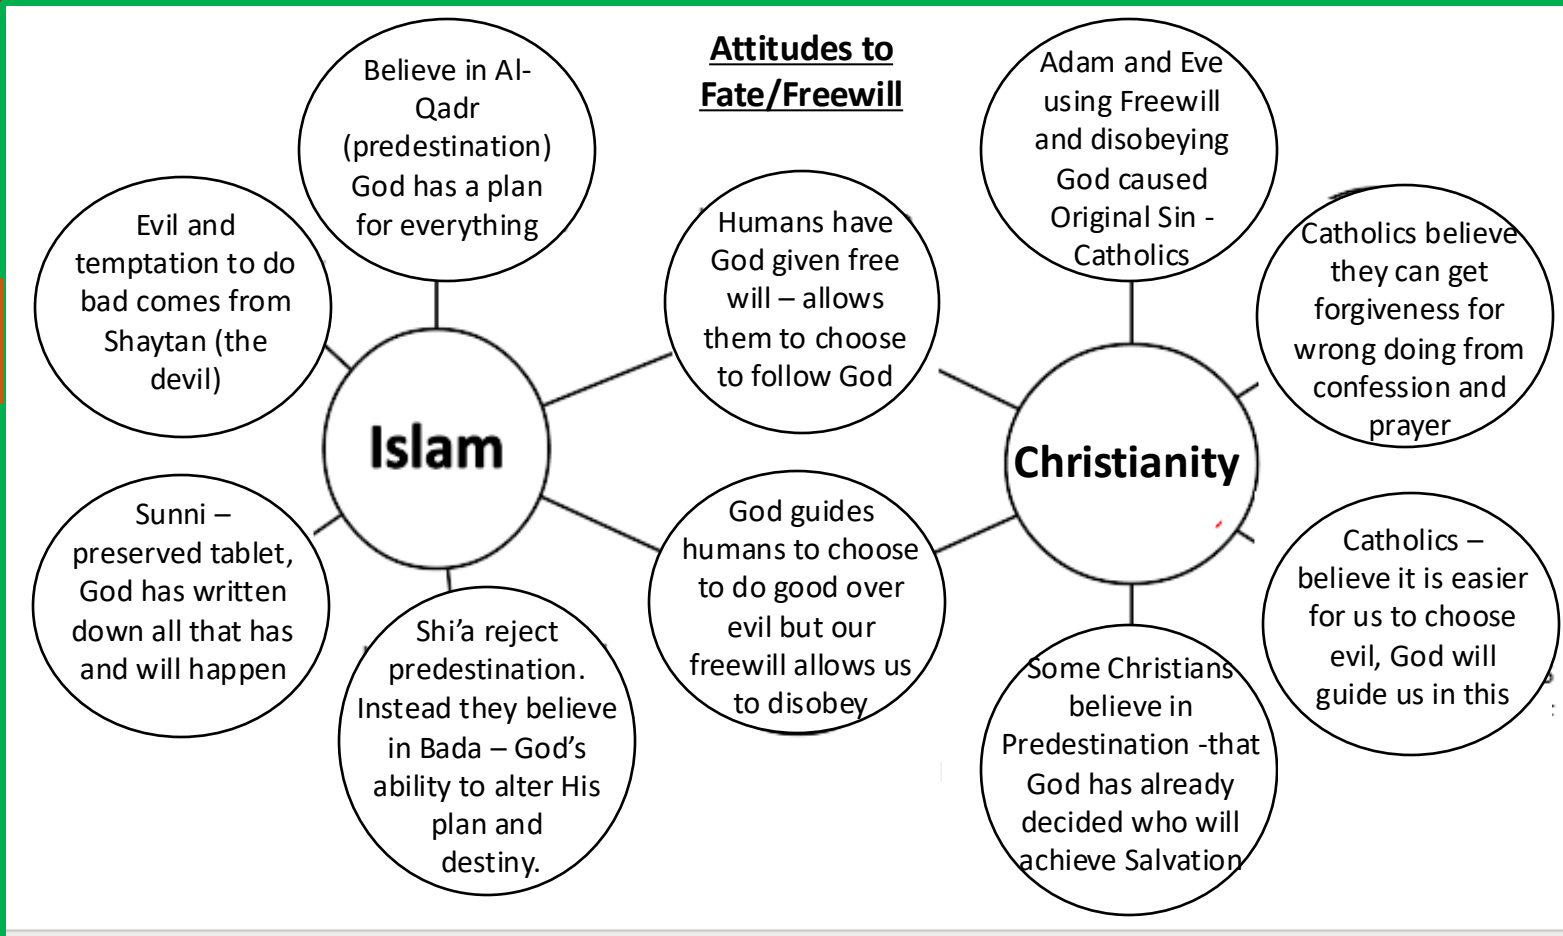 Attitudes to
Fate/Freewill
Believe in Al-
Qadr
(predestination)
God has a plan
for everything
Evil and
temptation to do
bad comes from
Shaytan (the
devil)
Islam
Sunni –
preserved tablet,
God has written
down all that has
and will happen
Shi’a reject
predestination.
Instead they believe
in Bada – God’s
ability to alter His
plan and
destiny.
Humans have
God given free
will – allows
them to choose
to follow God
God guides
humans to choose
to do good over
evil but our
freewill allows us
to disobey
Adam and Eve
using Freewill
and disobeying
God caused
Original Sin -
Catholics
Christianity
Catholics believe
they can get
forgiveness for
wrong doing from
confession and
prayer
Catholics –
believe it is easier
for us to choose
evil, God will
guide us in this
Some Christians
believe in
Predestination -that
God has already
decided who will
achieve Salvation